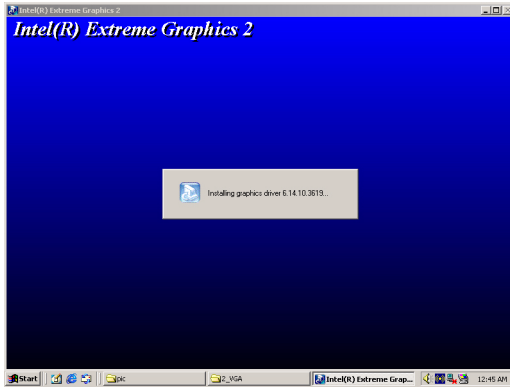 Intel(R) Extreme Graphics 2
Intel(R) Extreme Graphics 2
Installing graphics driver 6.14.10.3619...
Start
pic
2_VGA
Intel(R) Extreme Grap...
12:45 AM